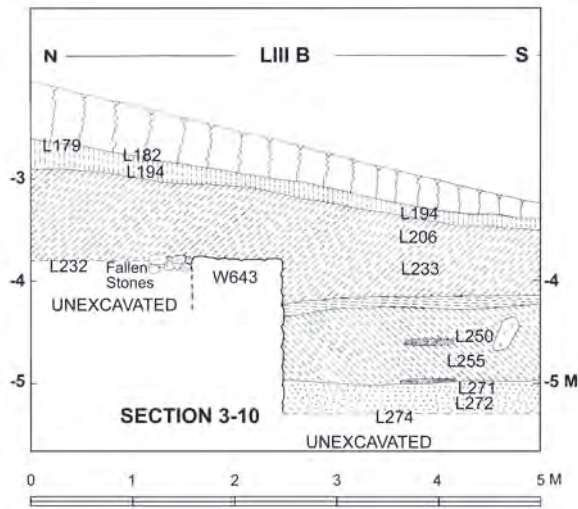 N LIII B S
L179
L182
L194
-3
L194
L206
L233
L232
-4
-4
Fallen
Stones
W643
UNEXCAVATED
L250
L255
-5
L271
-5 M
L272
SECTION 3-10
L274
UNEXCAVATED
0 1 2 3 4 5 M